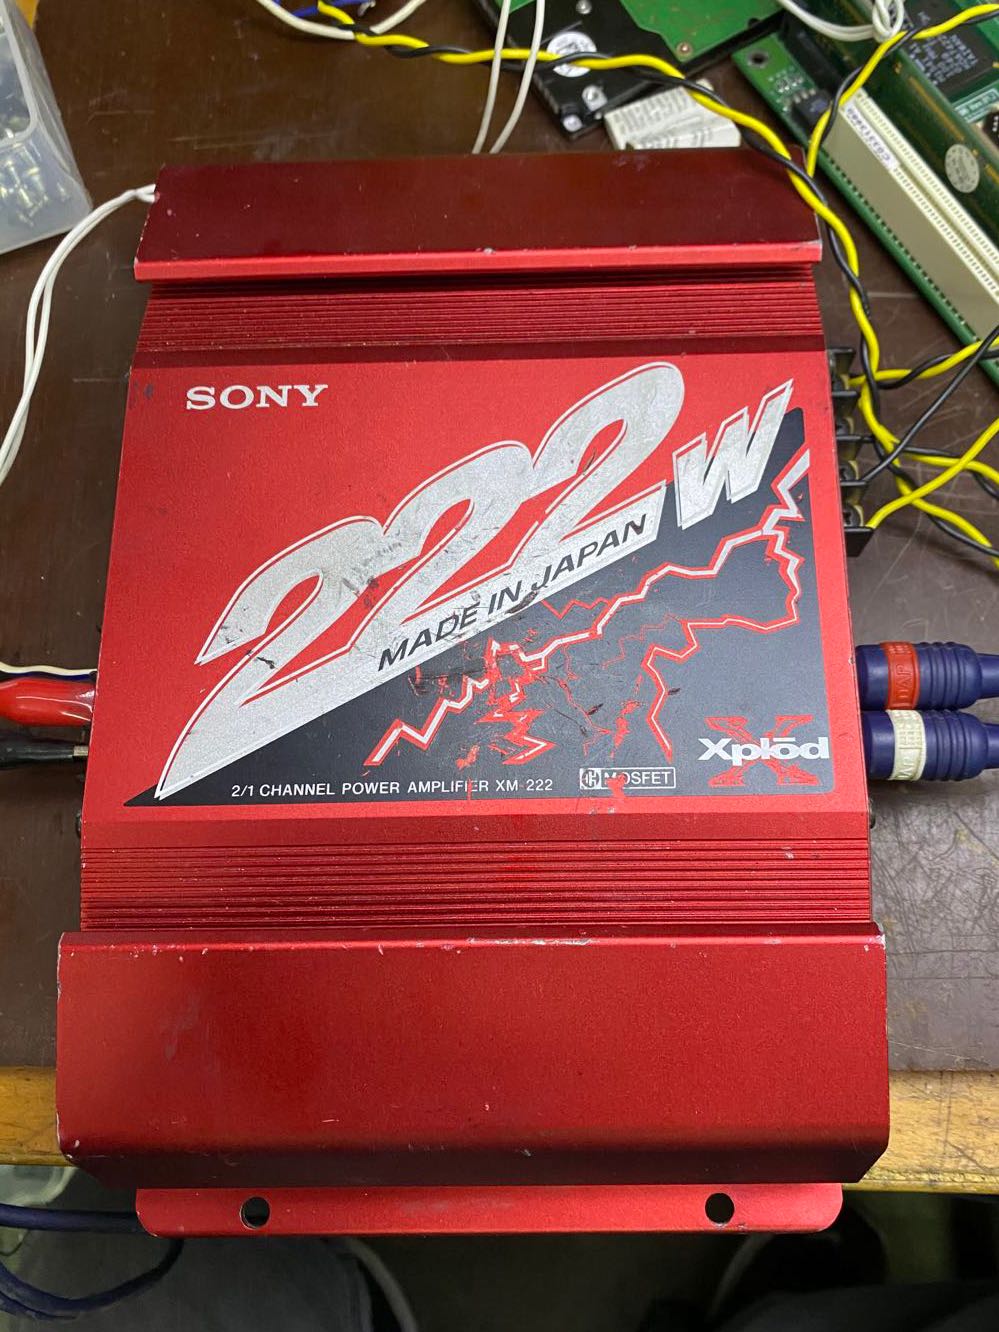 SONY
222W
MADE IN JAPAN
Xplōd
2/1 CHANNEL POWER AMPLIFIER XM-222
MOSFET